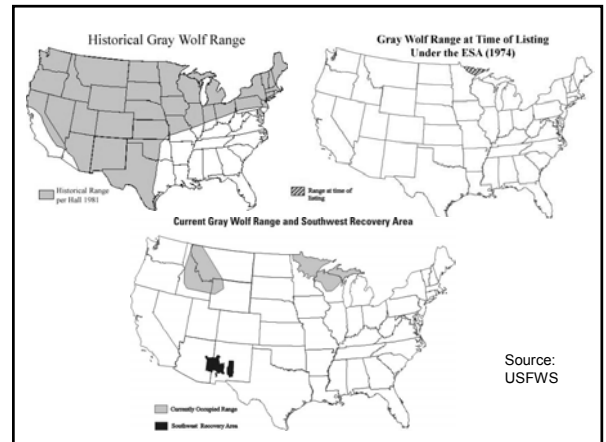 Historical Gray Wolf Range
Historical Range
per Hall 1981
Gray Wolf Range at Time of Listing
Under the ESA (1974)
Range at time of
listing
Current Gray Wolf Range and Southwest Recovery Area
Currently Occupied Range
Southwest Recovery Area
Source:
USFWS